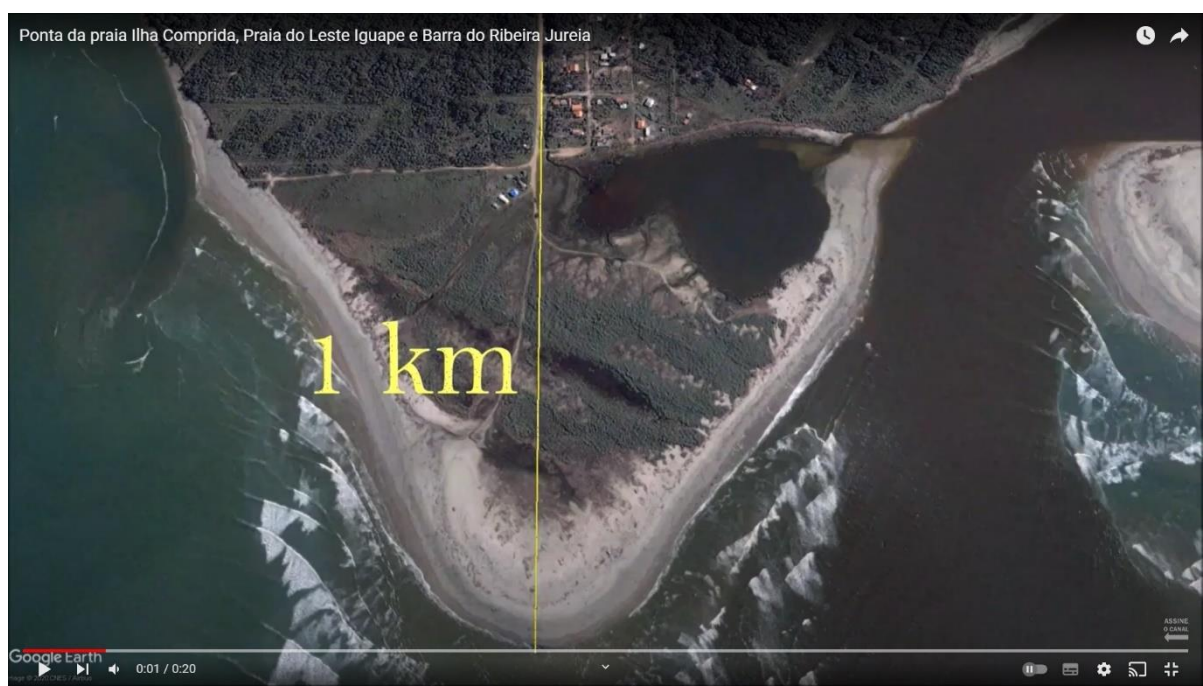 Ponta da praia Ilha Comprida, Praia do Leste Iguape e Barra do Ribeira Jureia
1 km
ASSINE
O CANAL
Google Earth
0:01 / 0:20